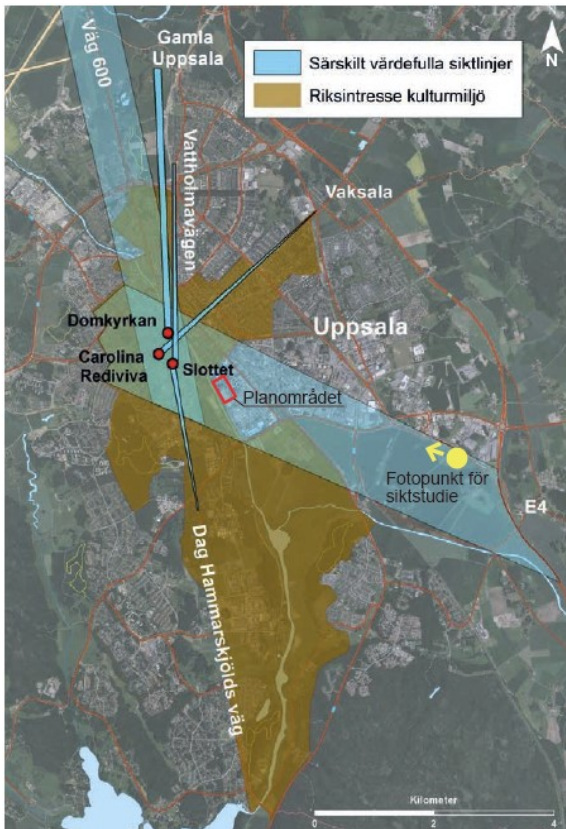 Väg 600
Gamla
Uppsala
Särskilt värdefulla siktlinjer
Riksintresse kulturmiljö
N
Vattholmavägen
Vaksala
Domkyrkan
Uppsala
Carolina
Rediviva
Slottet
Planområdet
Fotopunkt för
siktstudie
E4
Dag Hammarskjölds väg
Kilometer
0 2 4